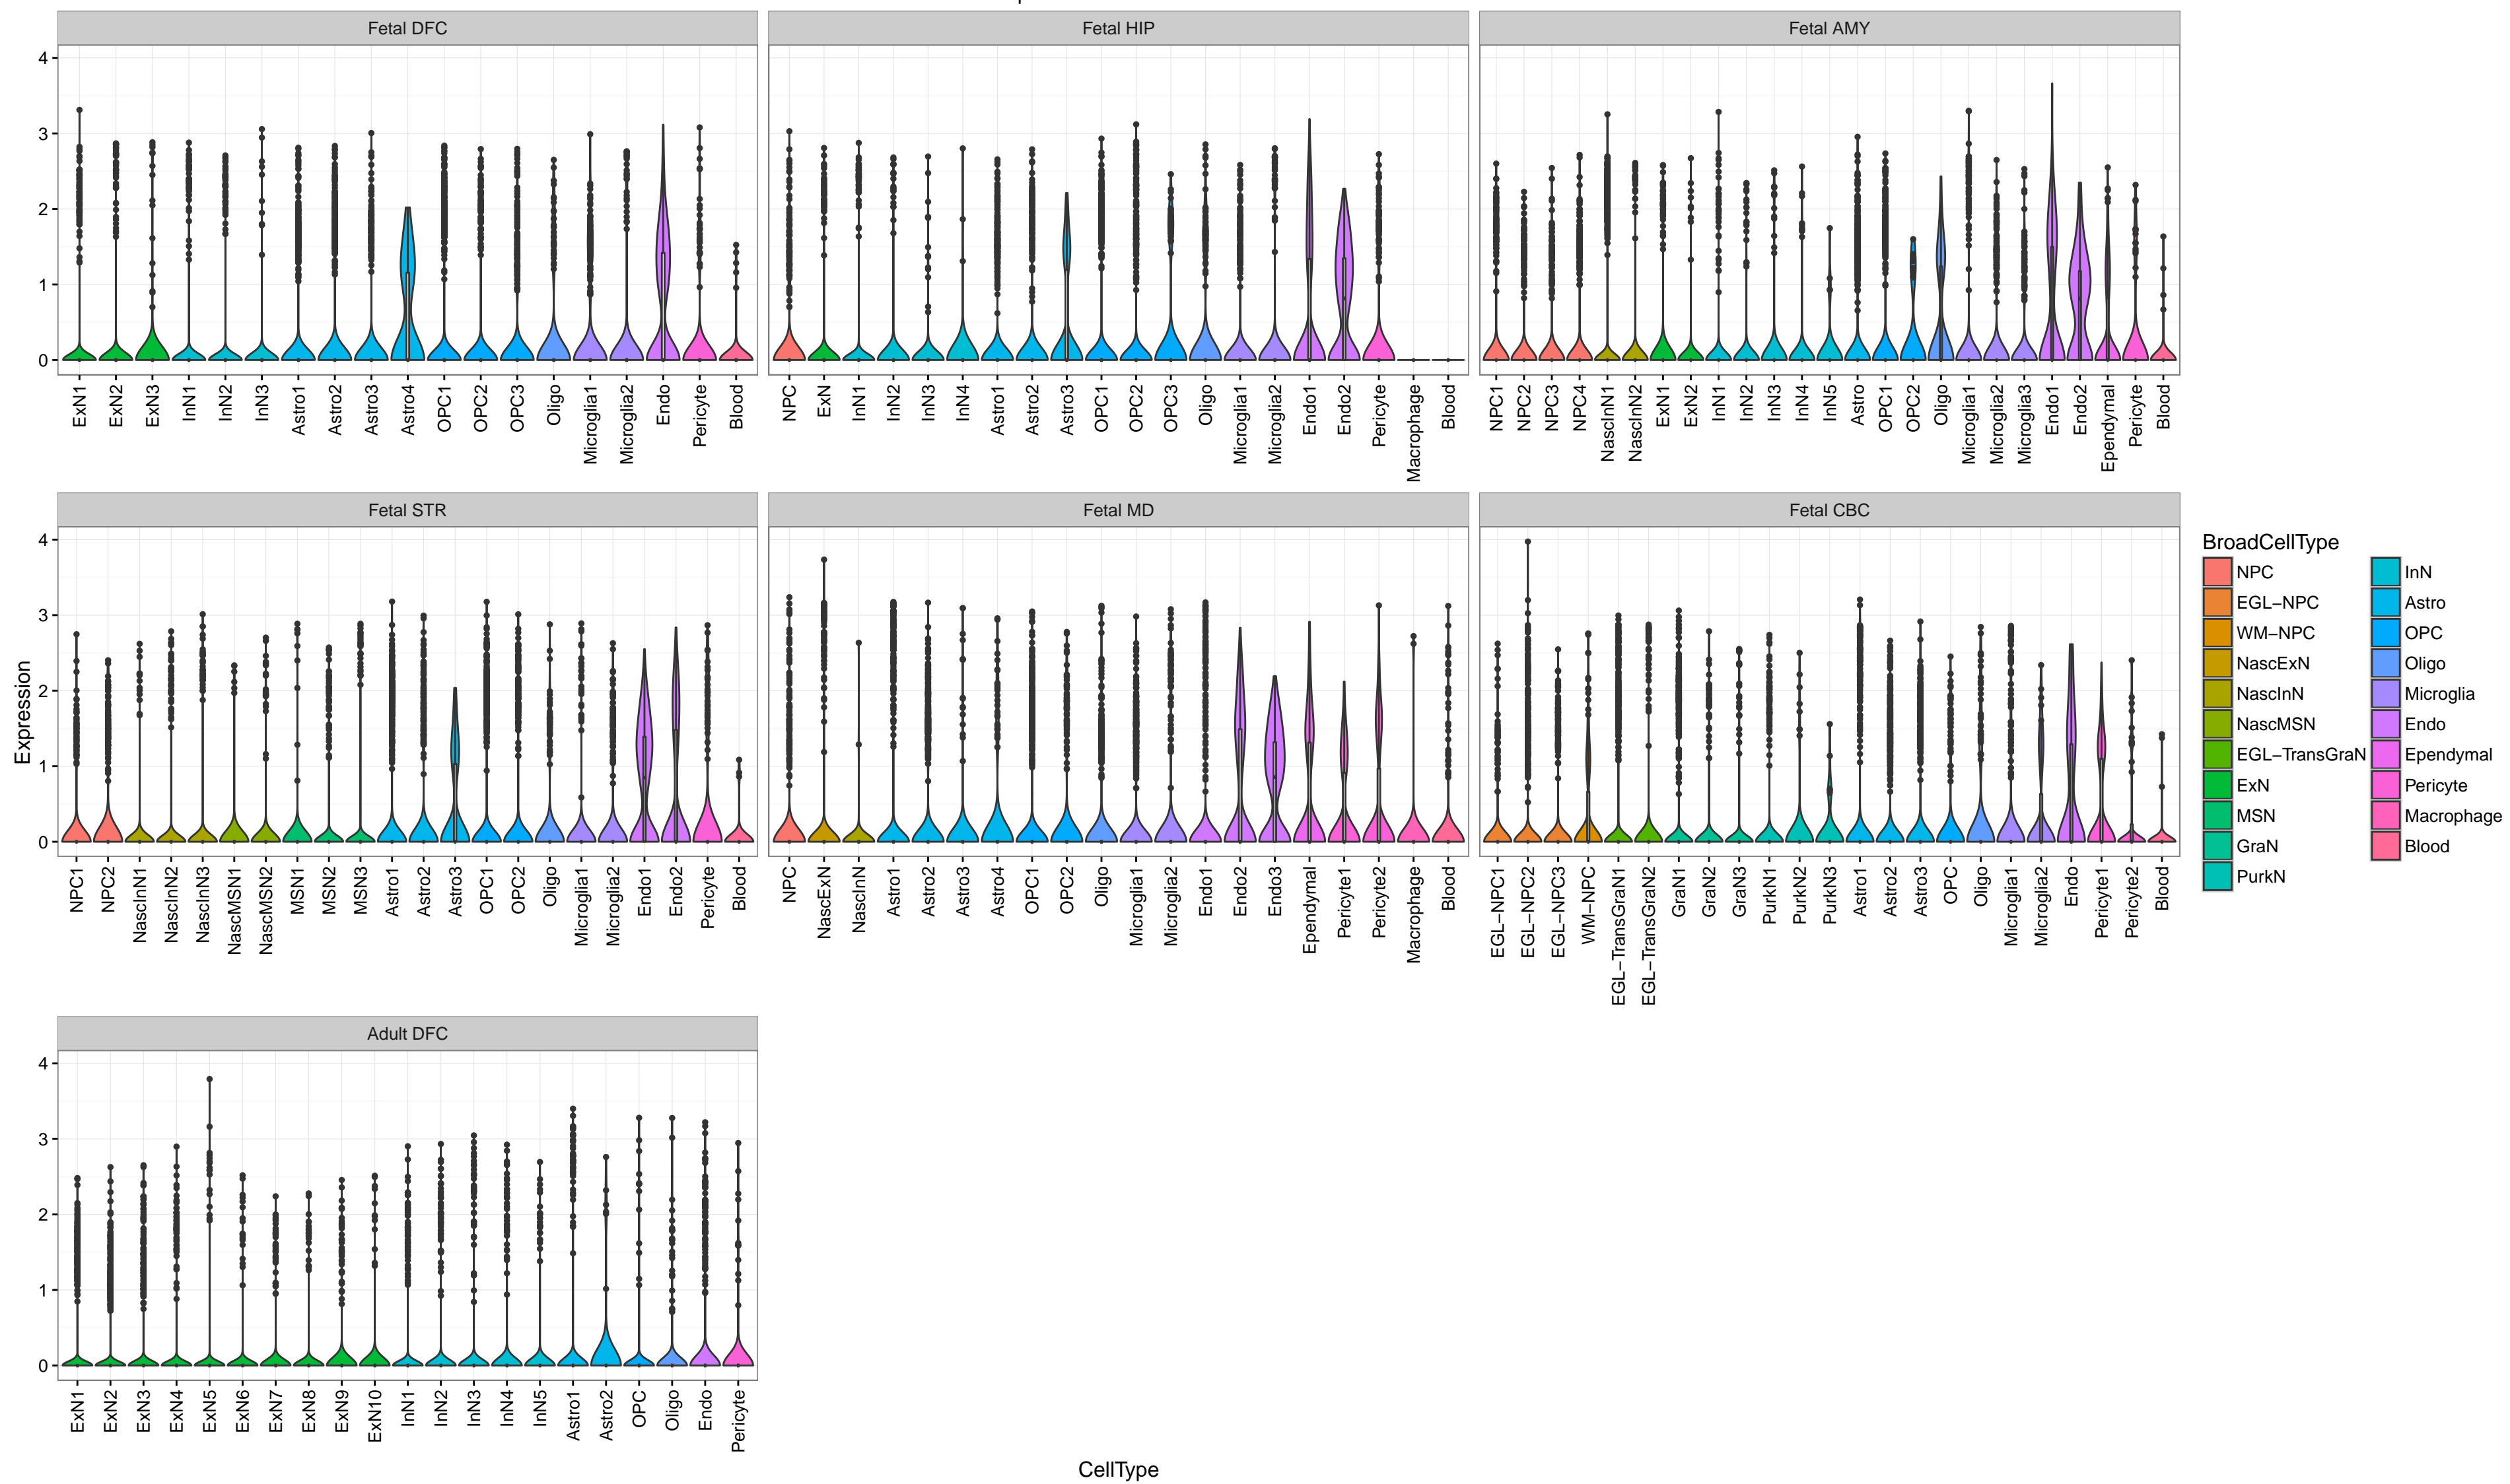 Fetal DFC
Fetal HIP
Fetal AMY
4
3
2
1
0
ExN1 ExN2 ExN3 InN1 InN2 InN3 Astro1 Astro2 Astro3 Astro4 OPC1 OPC2 OPC3 Oligo Microglia1 Microglia2 Endo Pericyte Blood
NPC ExN InN1 InN2 InN3 InN4 Astro1 Astro2 Astro3 OPC1 OPC2 OPC3 Oligo Microglia1 Microglia2 Endo1 Endo2 Pericyte Macrophage Blood
NPC1 NPC2 NPC3 NPC4 NascInN1 NascInN2 ExN1 ExN2 InN1 InN2 InN3 InN4 InN5 Astro OPC1 OPC2 Oligo Microglia1 Microglia2 Microglia3 Endo1 Endo2 Ependymal Pericyte Blood
Fetal STR
Fetal MD
Fetal CBC
Expression
4
3
2
1
0
NPC1 NPC2 NascInN1 NascInN2 NascInN3 NascMSN1 NascMSN2 MSN1 MSN2 MSN3 Astro1 Astro2 Astro3 OPC1 OPC2 Oligo Microglia1 Microglia2 Endo1 Endo2 Pericyte Blood
NPC NascExN NascInN Astro1 Astro2 Astro3 Astro4 OPC1 OPC2 Oligo Microglia1 Microglia2 Endo1 Endo2 Endo3 Ependymal Pericyte1 Pericyte2 Macrophage Blood
EGL−NPC1 EGL−NPC2 EGL−NPC3 WM−NPC EGL−TransGraN1 EGL−TransGraN2 GraN1 GraN2 GraN3 PurkN1 PurkN2 PurkN3 Astro1 Astro2 Astro3 OPC Oligo Microglia1 Microglia2 Endo Pericyte1 Pericyte2 Blood
BroadCellType
NPC
EGL−NPC
WM−NPC
NascExN
NascInN
NascMSN
EGL−TransGraN
ExN
MSN
GraN
PurkN
InN
Astro
OPC
Oligo
Microglia
Endo
Ependymal
Pericyte
Macrophage
Blood
Adult DFC
4
3
2
1
0
ExN1 ExN2 ExN3 ExN4 ExN5 ExN6 ExN7 ExN8 ExN9 ExN10 InN1 InN2 InN3 InN4 InN5 Astro1 Astro2 OPC Oligo Endo Pericyte
CellType